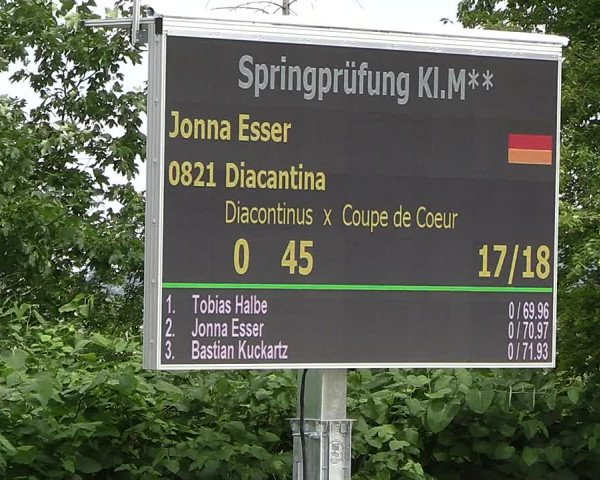 Springprüfung Kl.M**
Jonna Esser
0821 Diacantina
Diacontinus x Coupe de Coeur
0 45 17/18
1. Tobias Halbe 0 / 69.96
2. Jonna Esser 0 / 70.97
3. Bastian Kuckartz 0 / 71.93